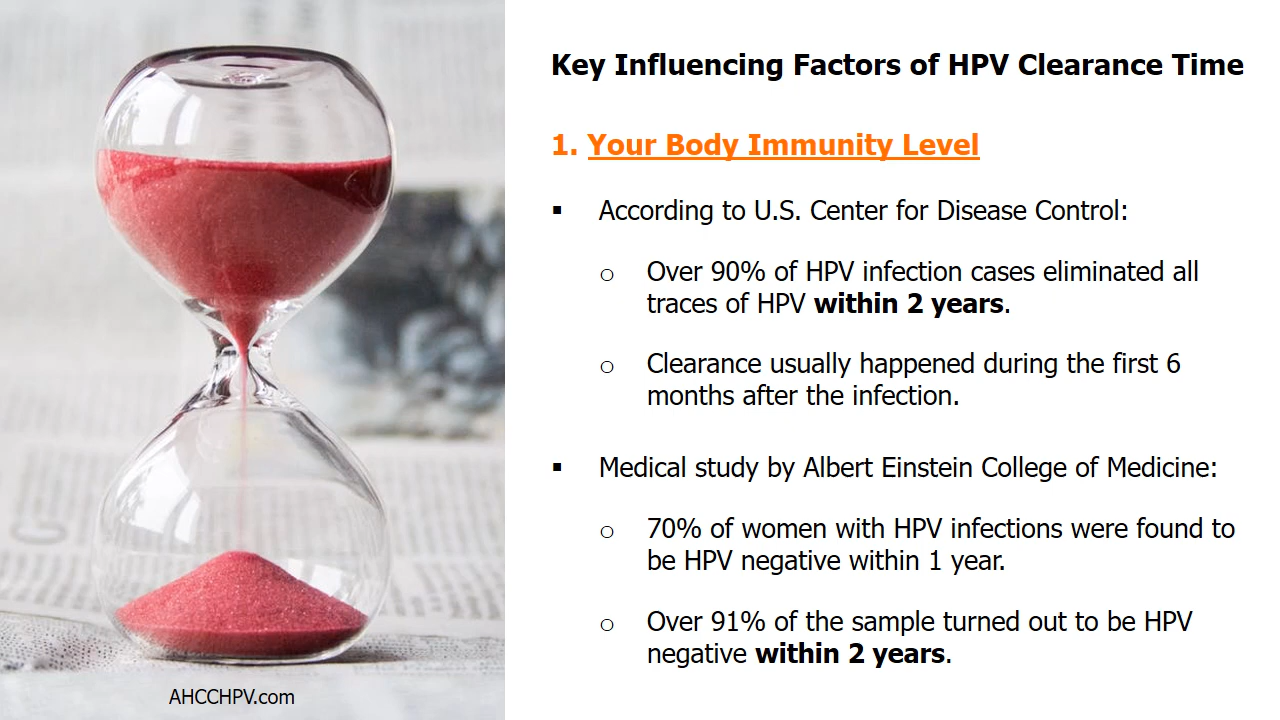 Key Influencing Factors of HPV Clearance Time
1. Your Body Immunity Level
▪ According to U.S. Center for Disease Control:
o Over 90% of HPV infection cases eliminated all
traces of HPV within 2 years.
o Clearance usually happened during the first 6
months after the infection.
▪ Medical study by Albert Einstein College of Medicine:
o 70% of women with HPV infections were found to
be HPV negative within 1 year.
o Over 91% of the sample turned out to be HPV
negative within 2 years.
AHCCHPV.com